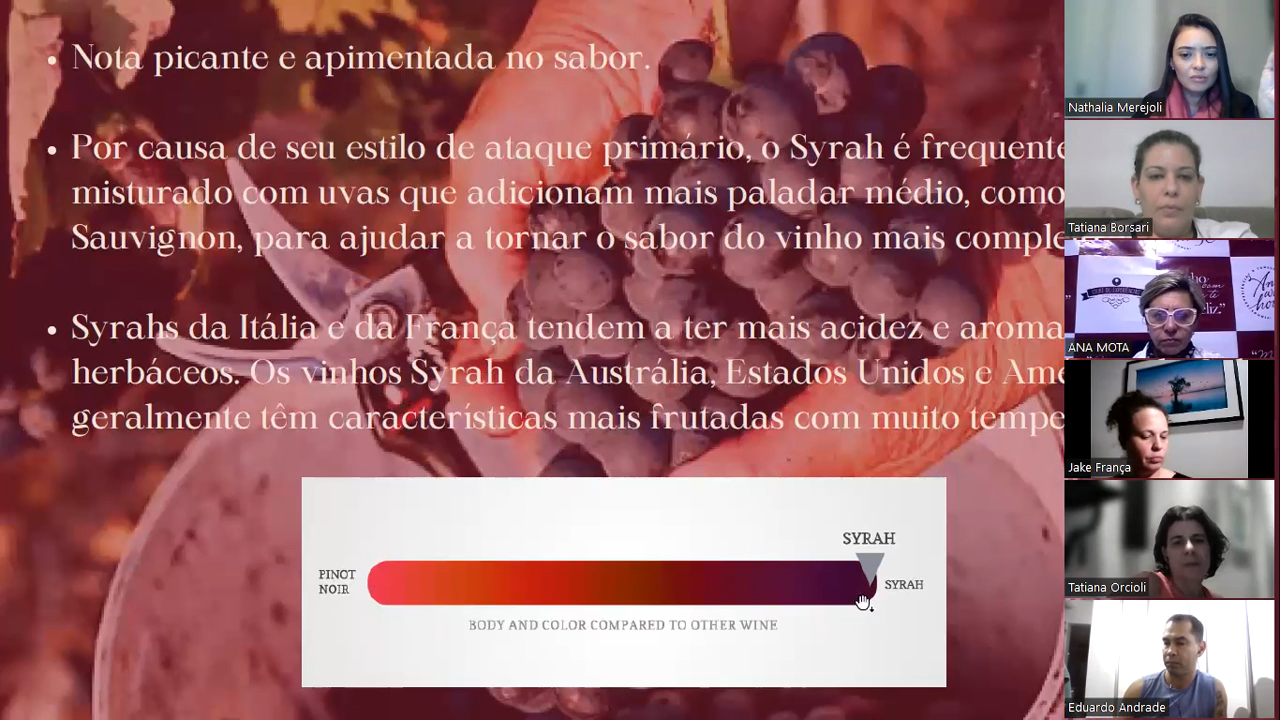 Nota picante e apimentada no sabor.
Por causa de seu estilo de ataque primário, o Syrah é frequente
misturado com uvas que adicionam mais paladar médio, como
Sauvignon, para ajudar a tornar o sabor do vinho mais comple
Syrahs da Itália e da França tendem a ter mais acidez e aroma
herbáceos. Os vinhos Syrah da Austrália, Estados Unidos e Amé
geralmente têm características mais frutadas com muito tempe
SYRAH
PINOT
NOIR
SYRAH
BODY AND COLOR COMPARED TO OTHER WINE
Nathalia Merejoli
Tatiana Borsari
ANA MOTA
Jake França
Tatiana Orcioli
Eduardo Andrade